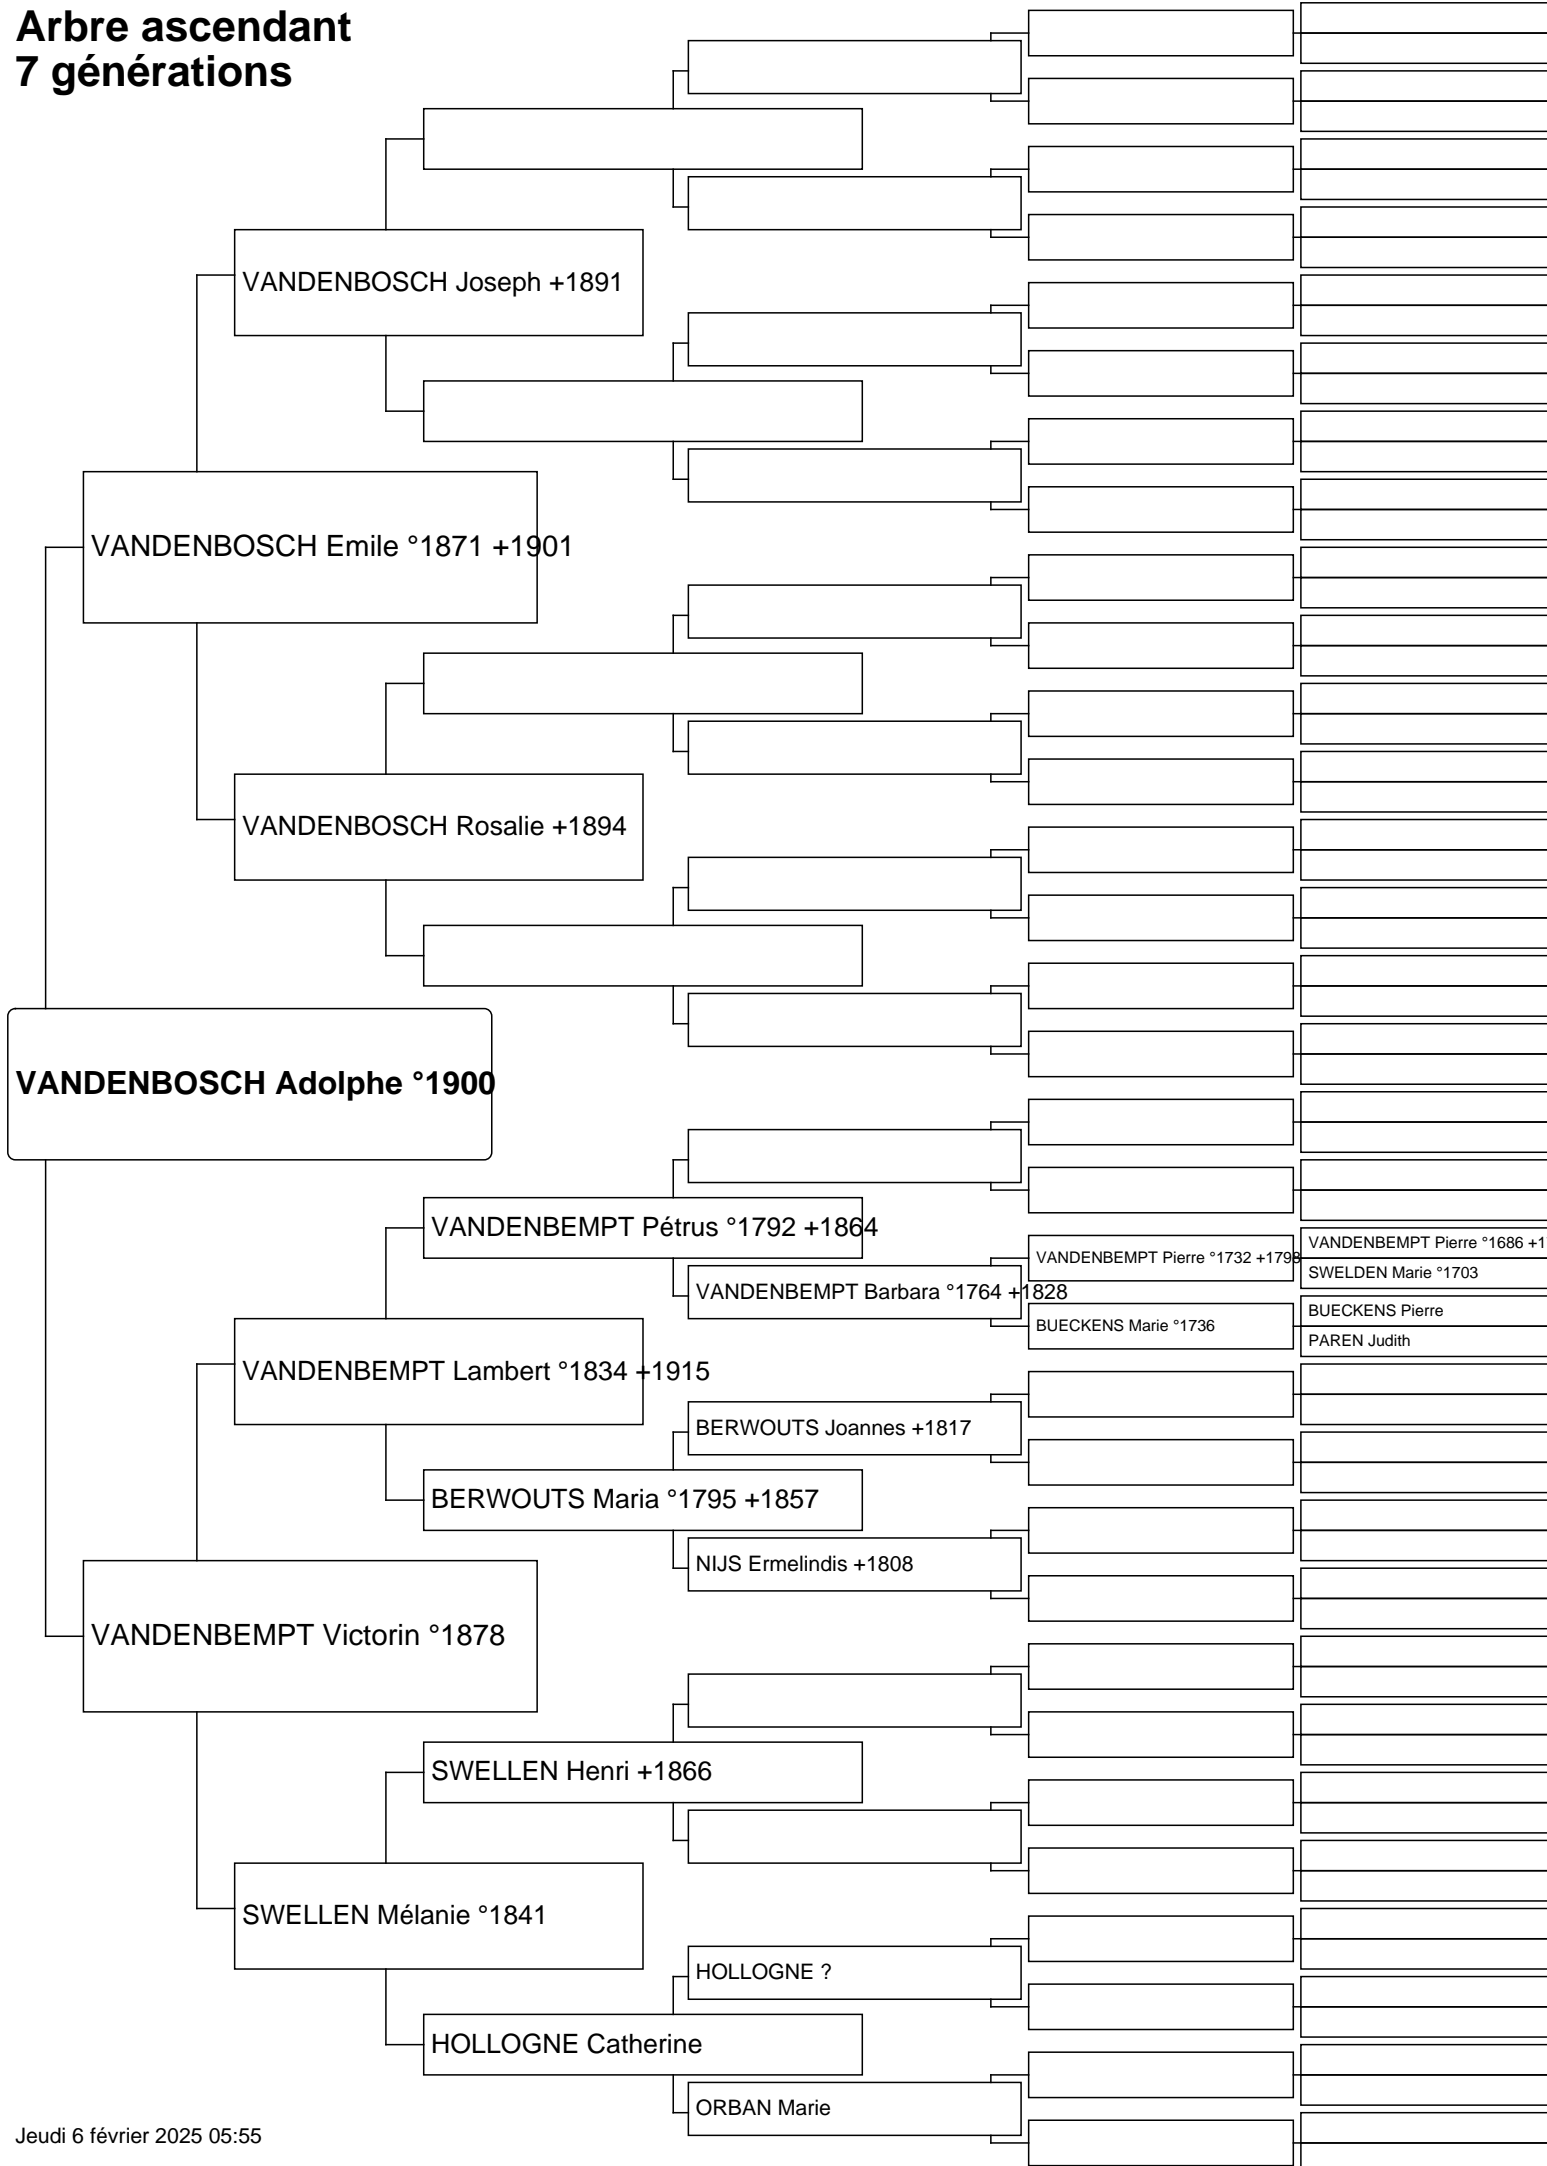 Arbre ascendant
7 générations
VANDENBOSCH Joseph +1891
VANDENBOSCH Emile °1871 +1901
VANDENBOSCH Rosalie +1894
VANDENBOSCH Adolphe °1900
VANDENBEMPT Pétrus °1792 +1864
VANDENBEMPT Pierre °1732 +1798
VANDENBEMPT Pierre °1686 +1
SWELDEN Marie °1703
VANDENBEMPT Barbara °1764 +1828
BUECKENS Marie °1736
BUECKENS Pierre
PAREN Judith
VANDENBEMPT Lambert °1834 +1915
BERWOUTS Joannes +1817
BERWOUTS Maria °1795 +1857
NIJS Ermelindis +1808
VANDENBEMPT Victorin °1878
SWELLEN Henri +1866
SWELLEN Mélanie °1841
HOLLOGNE ?
HOLLOGNE Catherine
ORBAN Marie
Jeudi 6 février 2025 05:55